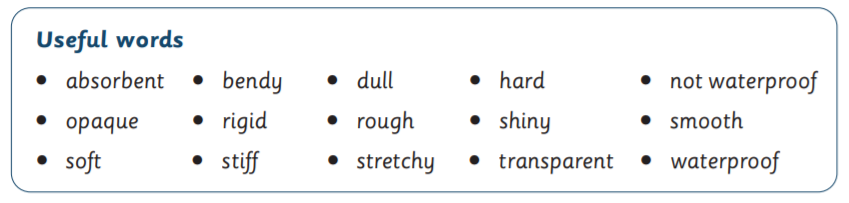 Useful words
• absorbent • bendy • dull • hard • not waterproof
• opaque • rigid • rough • shiny • smooth
• soft • stiff • stretchy • transparent • waterproof